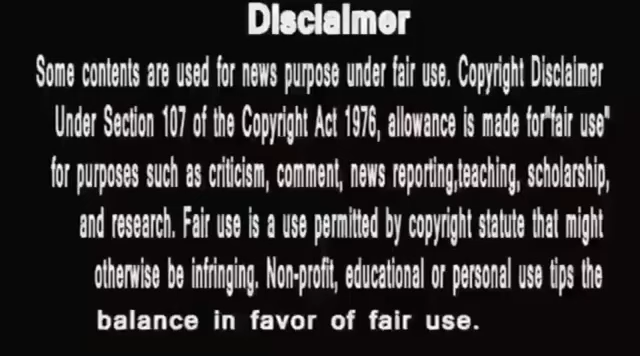 Disclaimer
Some contents are used for news purpose under fair use. Copyright Disclaimer
Under Section 107 of the Copyright Act 1976, allowance is made for"fair use"
for purposes such as criticism, comment, news reporting,teaching, scholarship,
and research. Fair use is a use permitted by copyright statute that might
otherwise be infringing. Non-profit, educational or personal use tips the
balance in favor of fair use.